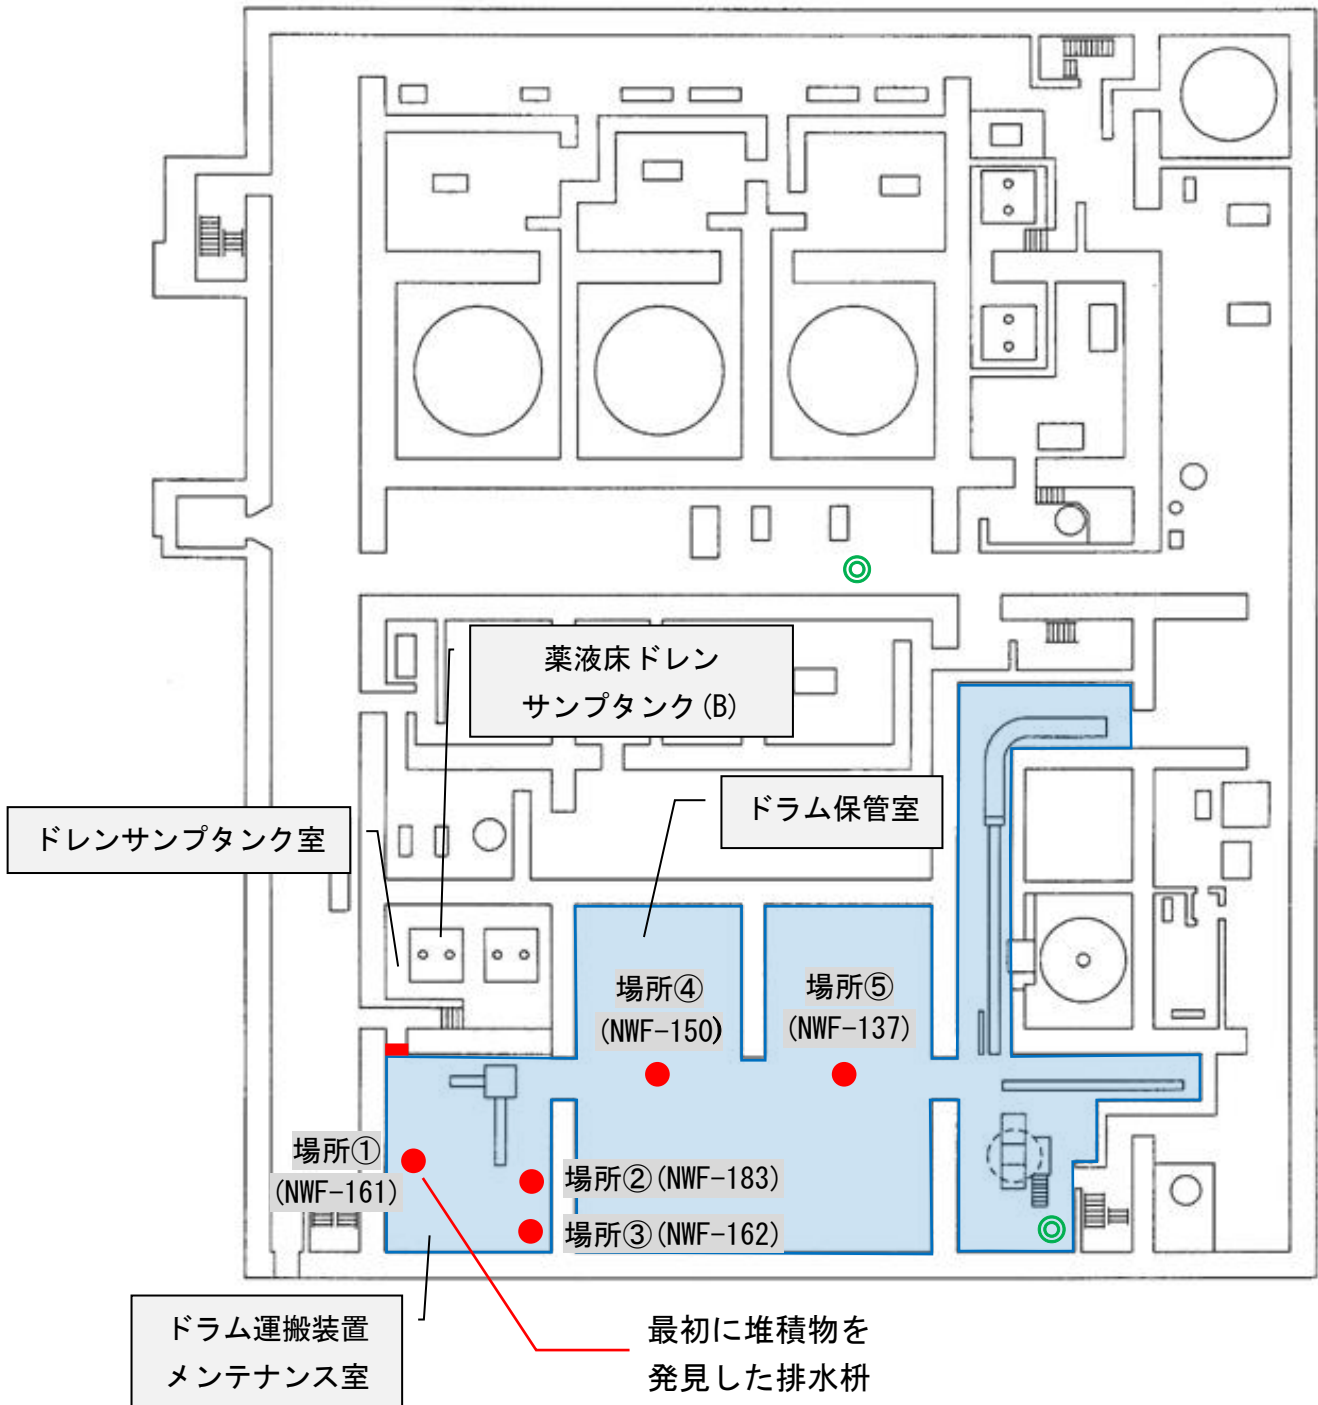 薬液床ドレン
サンプタンク(B)
ドラム保管室
ドレンサンプタンク室
場所④
(NWF-150)
場所⑤
(NWF-137)
場所①
(NWF-161)
場所②(NWF-183)
場所③(NWF-162)
ドラム運搬装置
メンテナンス室
最初に堆積物を
発見した排水枡